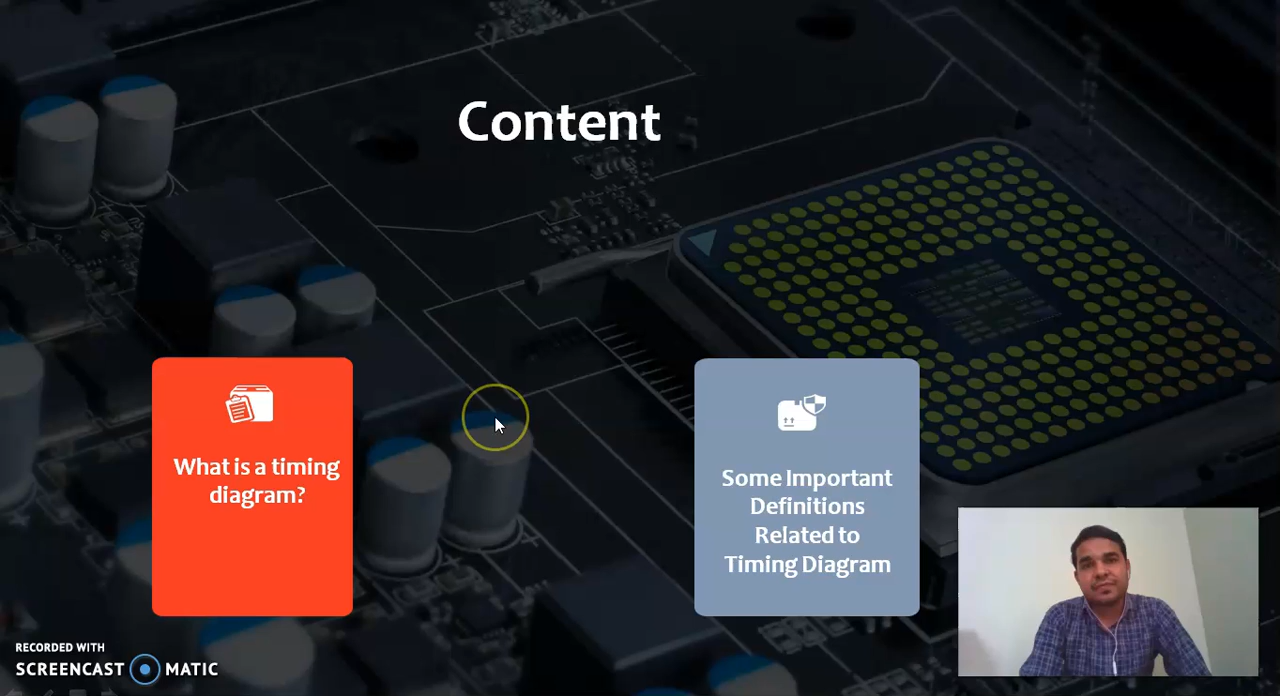 Content
What is a timing
diagram?
Some Important
Definitions
Related to
Timing Diagram
RECORDED WITH
SCREENCAST MATIC